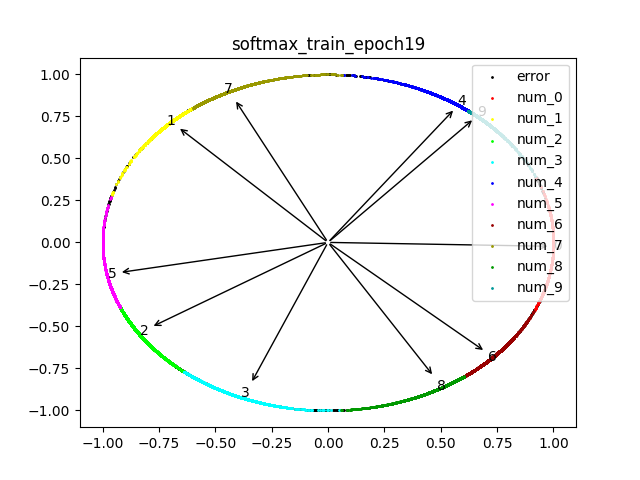 softmax_train_epoch19
1.00
0.75
0.50
0.25
0.00
−0.25
−0.50
−0.75
−1.00
−1.00
−0.75
−0.50
−0.25
0.00
0.25
0.50
0.75
1.00
7
1
4
9
5
2
3
8
6
error
num_0
num_1
num_2
num_3
num_4
num_5
num_6
num_7
num_8
num_9